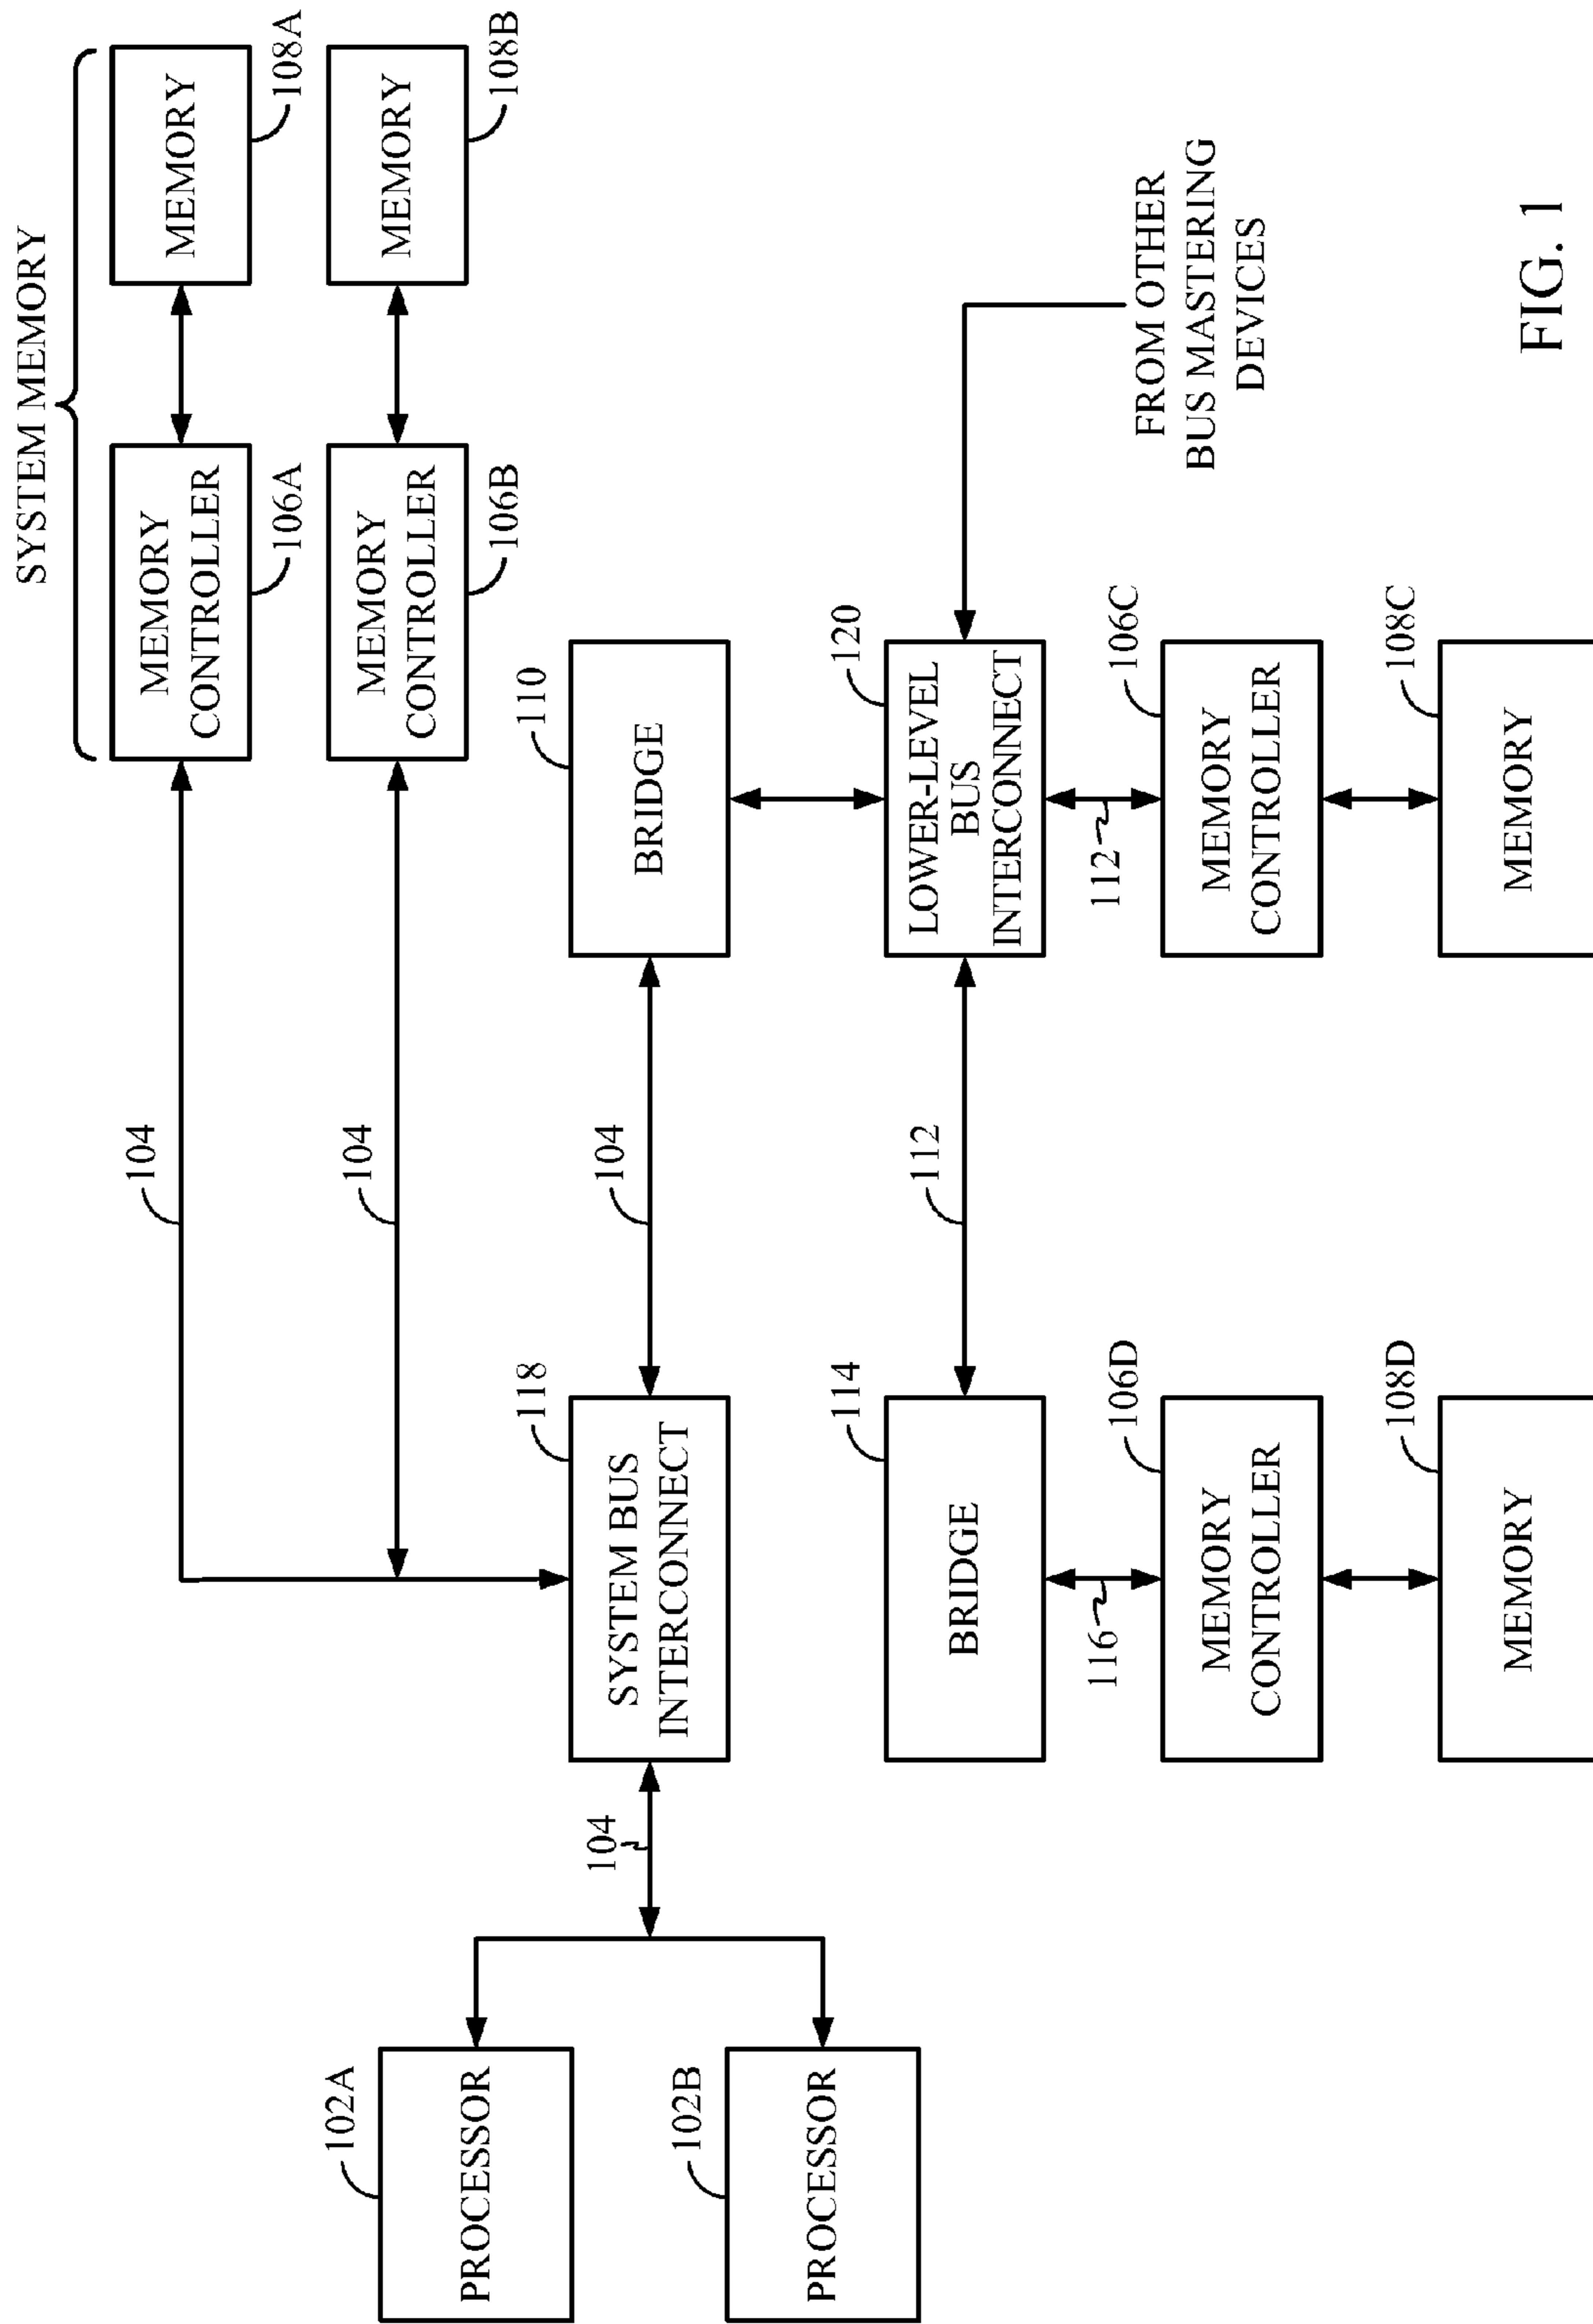 SYSTEM MEMORY
104
MEMORY
CONTROLLER
106A
MEMORY
108A
104
MEMORY
CONTROLLER
106B
MEMORY
108B
102A
PROCESSOR
102B
PROCESSOR
104
118
SYSTEM BUS
INTERCONNECT
104
110
BRIDGE
114
BRIDGE
112
120
LOWER-LEVEL
BUS
INTERCONNECT
FROM OTHER
BUS MASTERING
DEVICES
116
106D
MEMORY
CONTROLLER
112
106C
MEMORY
CONTROLLER
108D
MEMORY
108C
MEMORY
FIG. 1